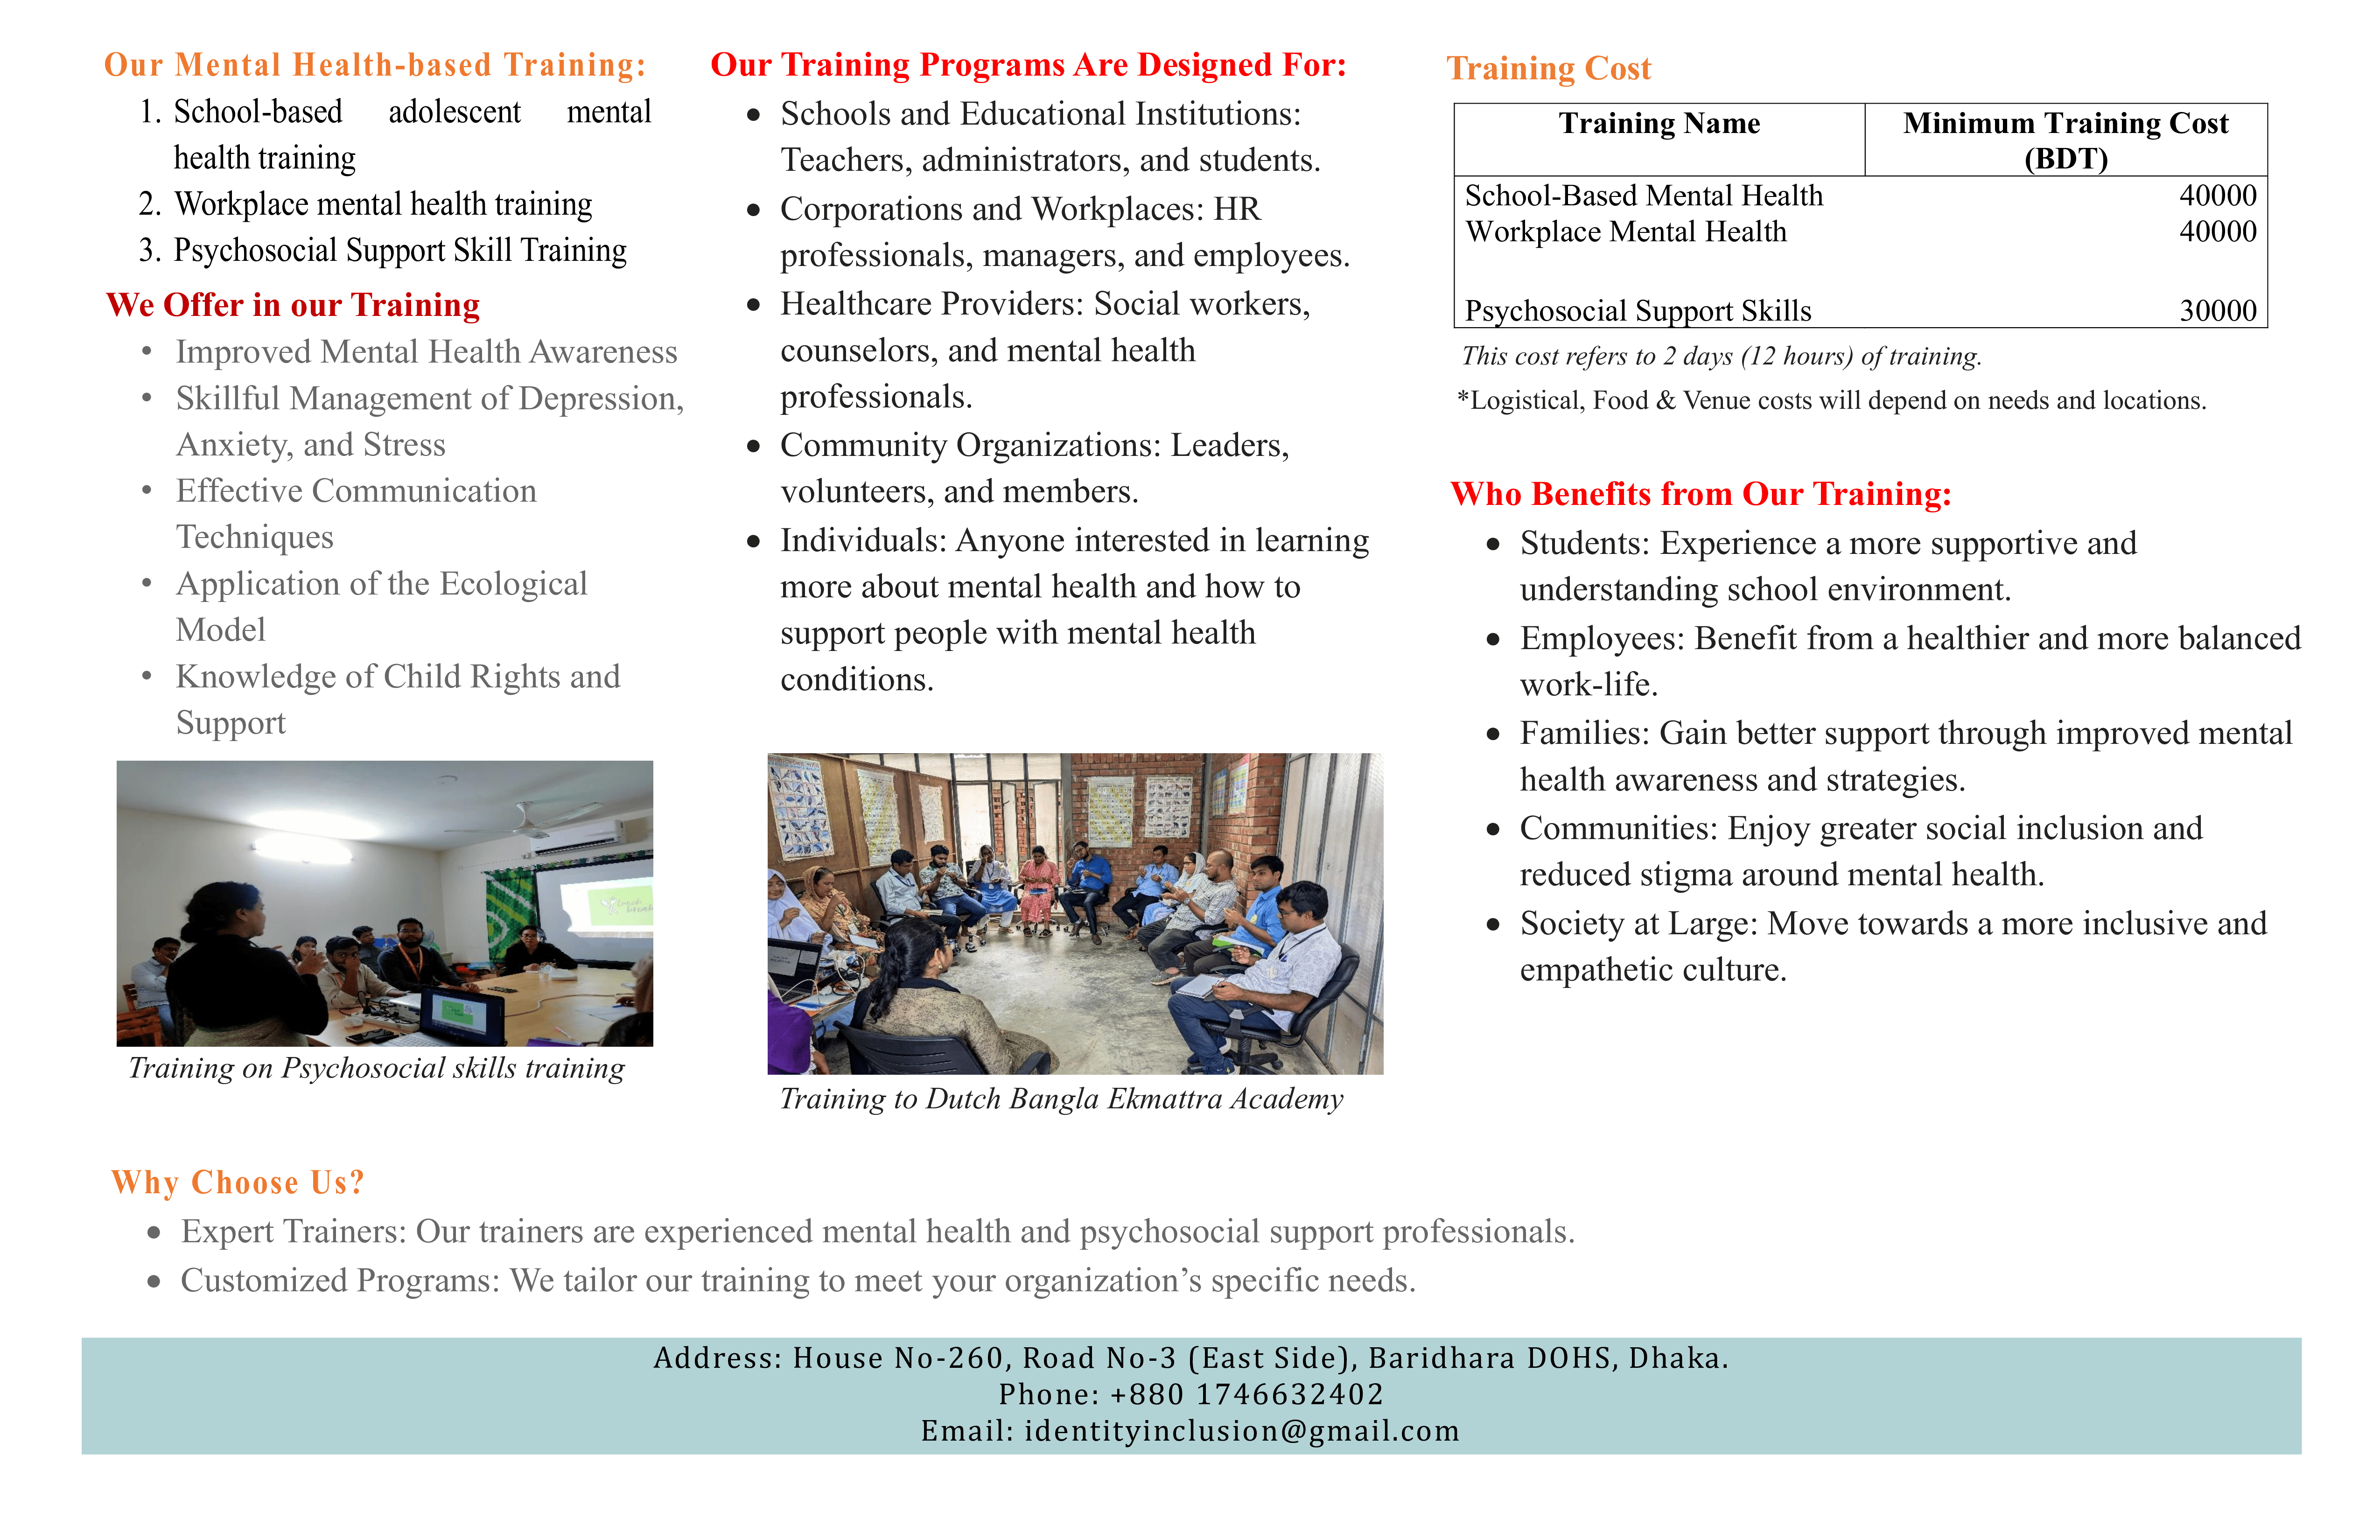 Our Mental Health-based Training:
1. School-based adolescent mental
health training
2. Workplace mental health training
3. Psychosocial Support Skill Training
We Offer in our Training
• Improved Mental Health Awareness
• Skillful Management of Depression,
Anxiety, and Stress
• Effective Communication
Techniques
• Application of the Ecological
Model
• Knowledge of Child Rights and
Support
Training on Psychosocial skills training
Our Training Programs Are Designed For:
• Schools and Educational Institutions:
Teachers, administrators, and students.
• Corporations and Workplaces: HR
professionals, managers, and employees.
• Healthcare Providers: Social workers,
counselors, and mental health
professionals.
• Community Organizations: Leaders,
volunteers, and members.
• Individuals: Anyone interested in learning
more about mental health and how to
support people with mental health
conditions.
Training to Dutch Bangla Ekmattra Academy
Training Cost
Training Name Minimum Training Cost
(BDT)
School-Based Mental Health 40000
Workplace Mental Health 40000
Psychosocial Support Skills 30000
This cost refers to 2 days (12 hours) of training.
*Logistical, Food & Venue costs will depend on needs and locations.
Who Benefits from Our Training:
• Students: Experience a more supportive and
understanding school environment.
• Employees: Benefit from a healthier and more balanced
work-life.
• Families: Gain better support through improved mental
health awareness and strategies.
• Communities: Enjoy greater social inclusion and
reduced stigma around mental health.
• Society at Large: Move towards a more inclusive and
empathetic culture.
Why Choose Us?
• Expert Trainers: Our trainers are experienced mental health and psychosocial support professionals.
• Customized Programs: We tailor our training to meet your organization’s specific needs.
Address: House No-260, Road No-3 (East Side), Baridhara DOHS, Dhaka.
Phone: +880 1746632402
Email: identityinclusion@gmail.com